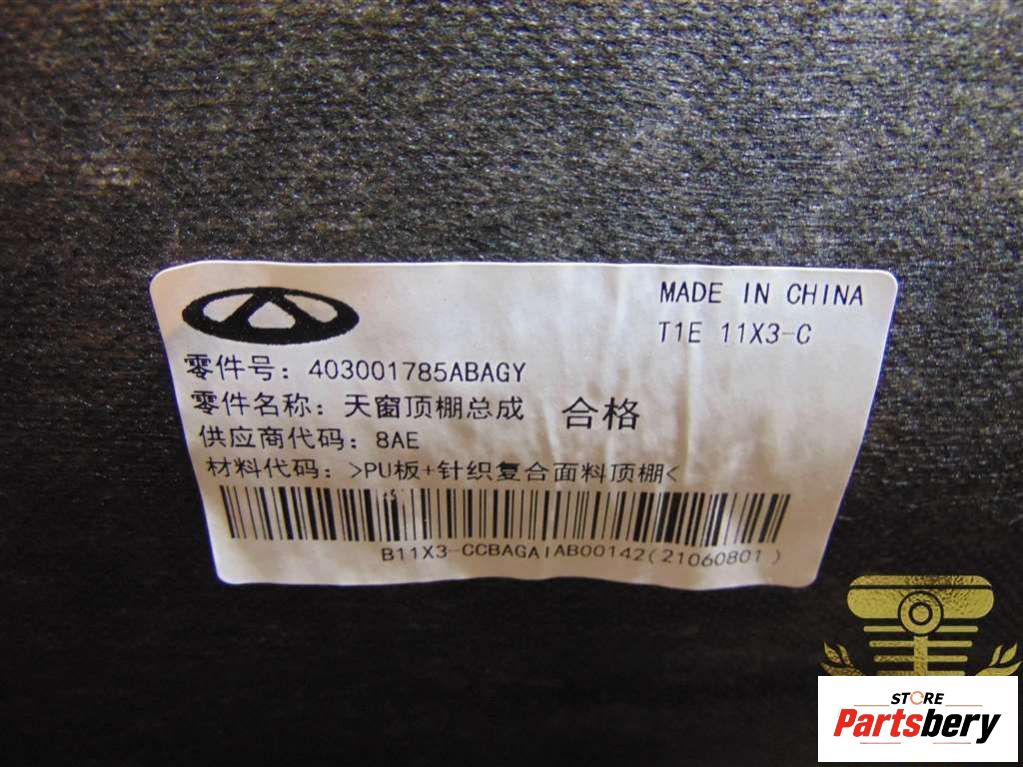 MADE IN CHINA
T1E 11X3-C
零件号: 403001785ABAGY
零件名称: 天窗顶棚总成 合格
供应商代码: 8AE
材料代码: >PU板+针织复合面料顶棚<
B11X3-CCBAGAIAB00142(21060801)
STORE
Partsbery